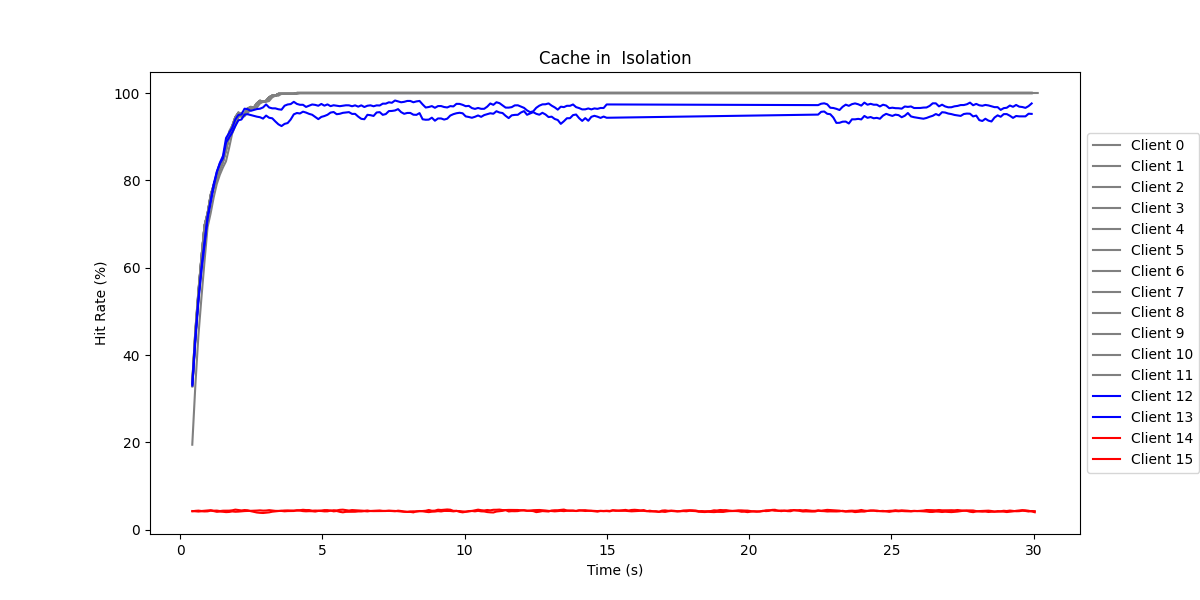 Cache in  Isolation
Hit Rate (%)
100
80
60
40
20
0
0 5 10 15 20 25 30
Time (s)
Client 0
Client 1
Client 2
Client 3
Client 4
Client 5
Client 6
Client 7
Client 8
Client 9
Client 10
Client 11
Client 12
Client 13
Client 14
Client 15